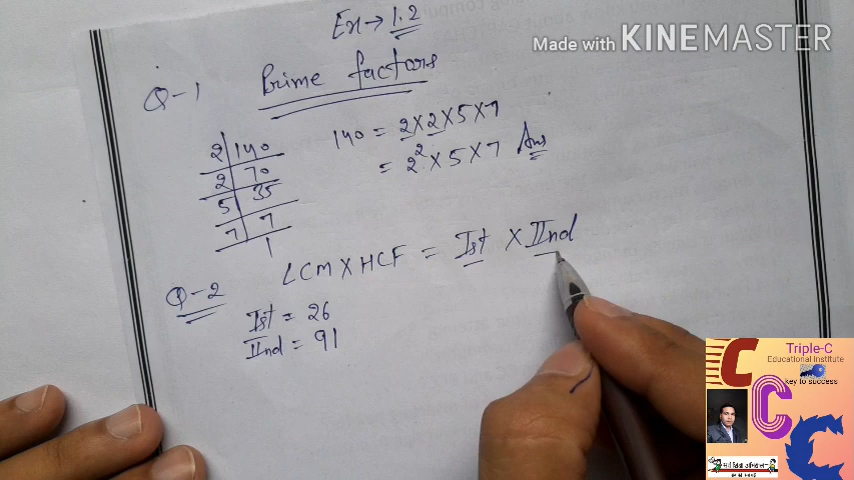 Ex → 1.2
Made with KINEMASTER
Q-1 Prime factors
2 | 140
2 | 70
5 | 35
7 | 7
1
140 = 2 × 2 × 5 × 7
= 2² × 5 × 7 Ans
Q-2 LCM × HCF = Ist × IInd
Ist = 26
IInd = 91
Triple-C
Educational Institute
key to success
C
C
C